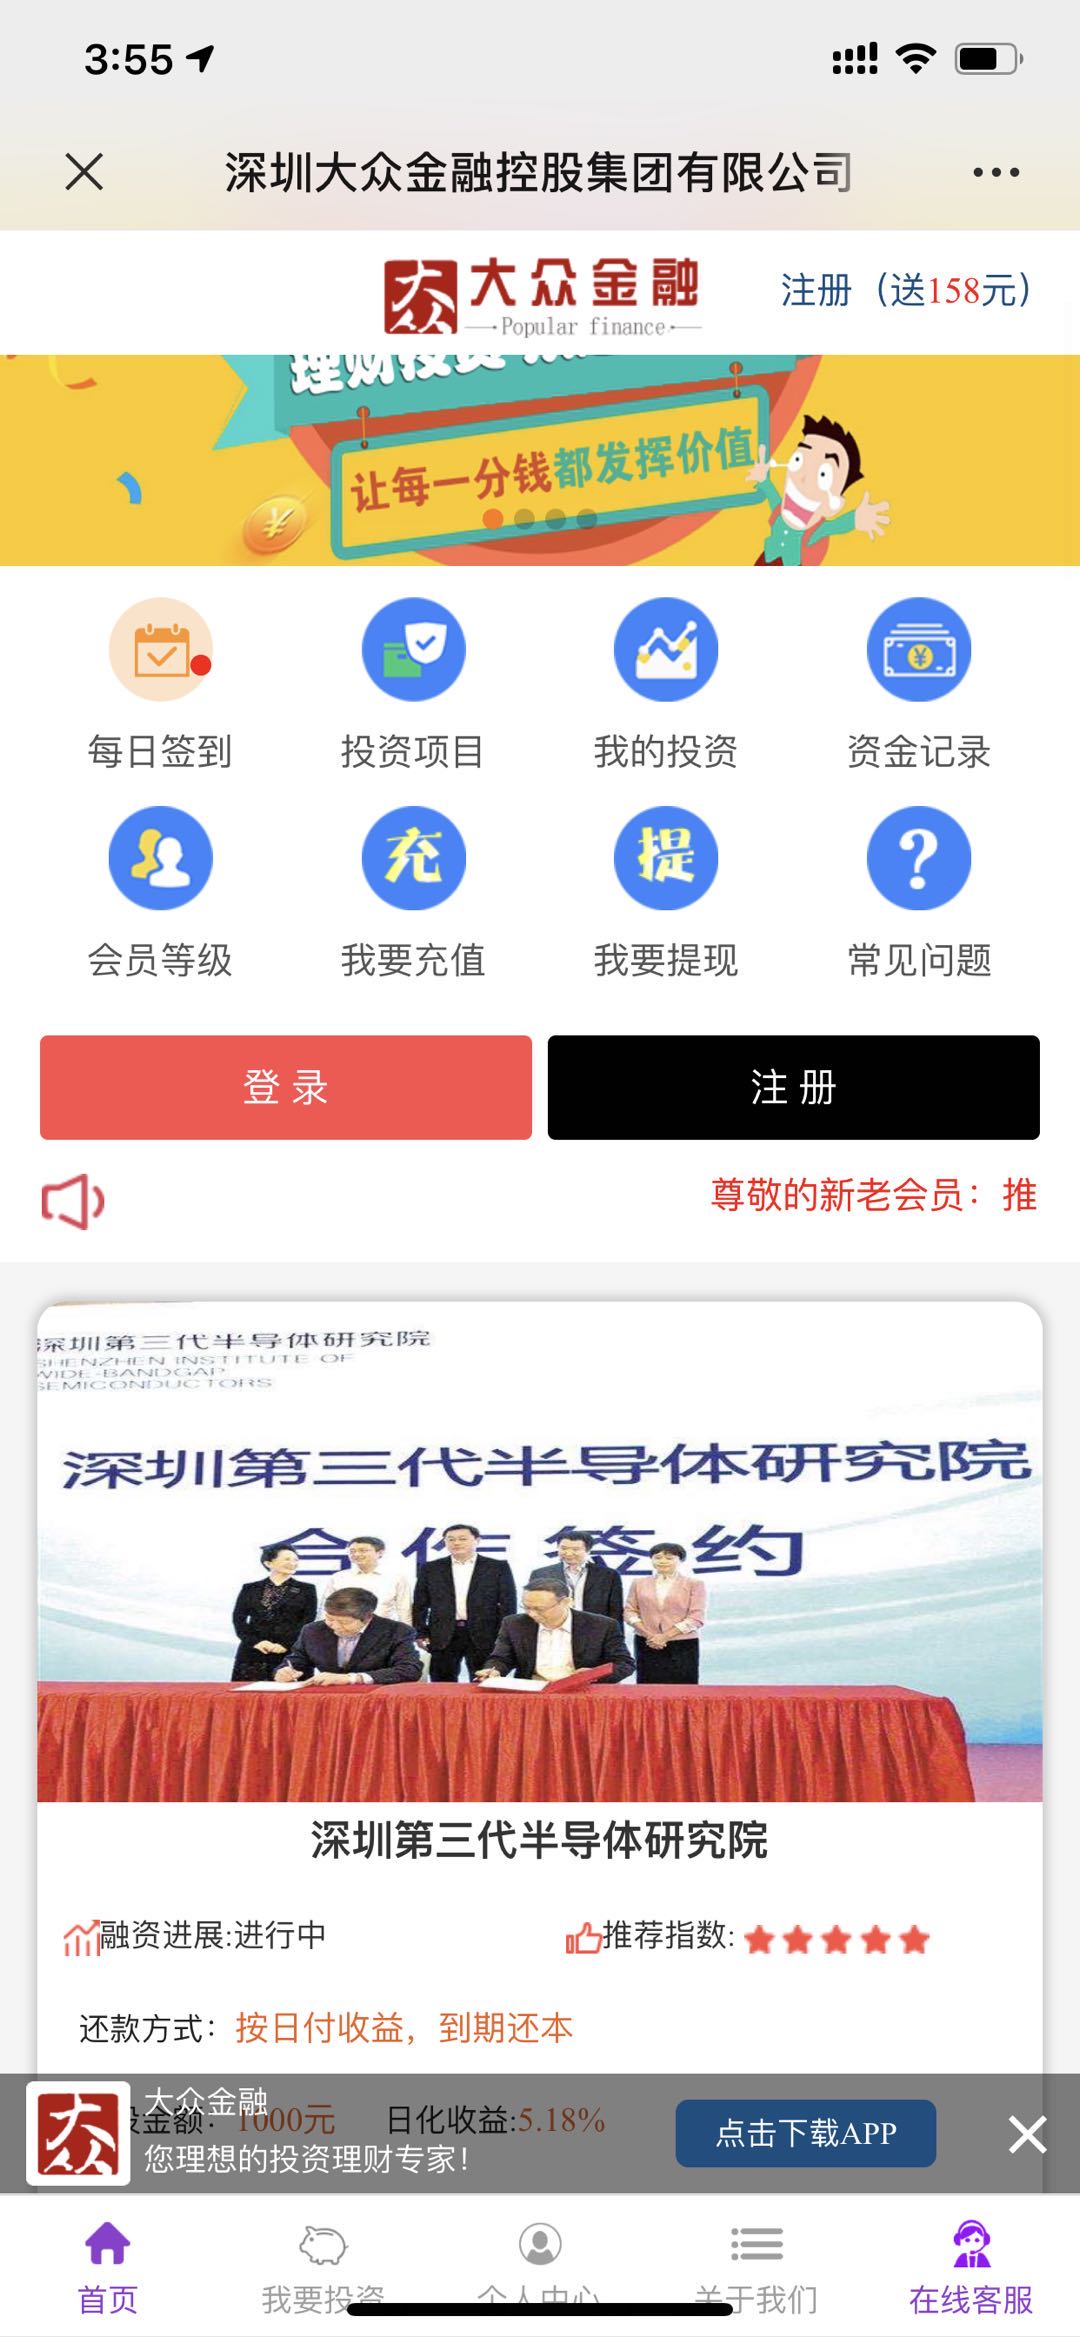 3:55
深圳大众金融控股集团有限公司
大众金融
Popular finance
注册（送158元）
理财投资
让每一分钱都发挥价值
每日签到
投资项目
我的投资
资金记录
充
提
会员等级
我要充值
我要提现
常见问题
登 录
注 册
尊敬的新老会员：推
深圳第三代半导体研究院
SHENZHEN INSTITUTE OF
WIDE-BANDGAP
SEMICONDUCTORS
深圳第三代半导体研究院
合作签约
深圳第三代半导体研究院
融资进展:进行中
推荐指数:
还款方式：按日付收益，到期还本
大众
大众金融
投金额：1000元
日化收益:5.18%
您理想的投资理财专家！
点击下载APP
首页
我要投资
个人中心
关于我们
在线客服